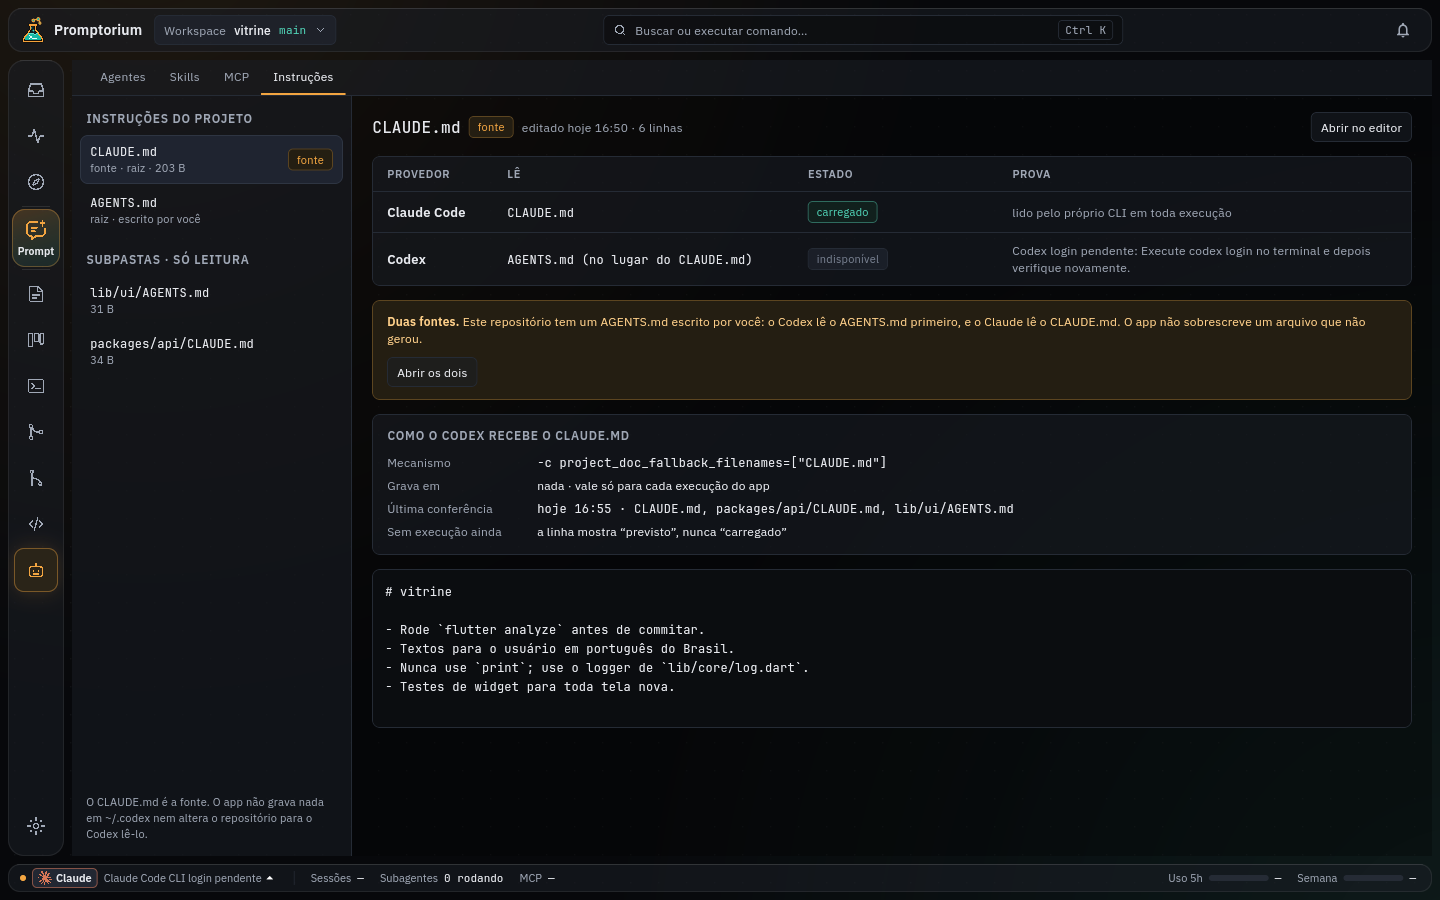 Promptorium
Workspace vitrine main
Buscar ou executar comando...
Ctrl K
Agentes Skills MCP Instruções
Prompt
INSTRUÇÕES DO PROJETO
CLAUDE.md
fonte · raiz · 203 B
fonte
AGENTS.md
raiz · escrito por você
SUBPASTAS · SÓ LEITURA
lib/ui/AGENTS.md
31 B
packages/api/CLAUDE.md
34 B
O CLAUDE.md é a fonte. O app não grava nada
em ~/.codex nem altera o repositório para o
Codex lê-lo.
CLAUDE.md fonte editado hoje 16:50 · 6 linhas
Abrir no editor
PROVEDOR LÊ ESTADO PROVA
Claude Code CLAUDE.md carregado lido pelo próprio CLI em toda execução
Codex AGENTS.md (no lugar do CLAUDE.md) indisponível Codex login pendente: Execute codex login no terminal e depois
verifique novamente.
Duas fontes. Este repositório tem um AGENTS.md escrito por você: o Codex lê o AGENTS.md primeiro, e o Claude lê o CLAUDE.md. O app não sobrescreve um arquivo que não
gerou.
Abrir os dois
COMO O CODEX RECEBE O CLAUDE.MD
Mecanismo -c project_doc_fallback_filenames=["CLAUDE.md"]
Grava em nada · vale só para cada execução do app
Última conferência hoje 16:55 · CLAUDE.md, packages/api/CLAUDE.md, lib/ui/AGENTS.md
Sem execução ainda a linha mostra “previsto”, nunca “carregado”
# vitrine
- Rode `flutter analyze` antes de commitar.
- Textos para o usuário em português do Brasil.
- Nunca use `print`; use o logger de `lib/core/log.dart`.
- Testes de widget para toda tela nova.
Claude Claude Code CLI login pendente
Sessões —
Subagentes 0 rodando
MCP —
Uso 5h —
Semana —